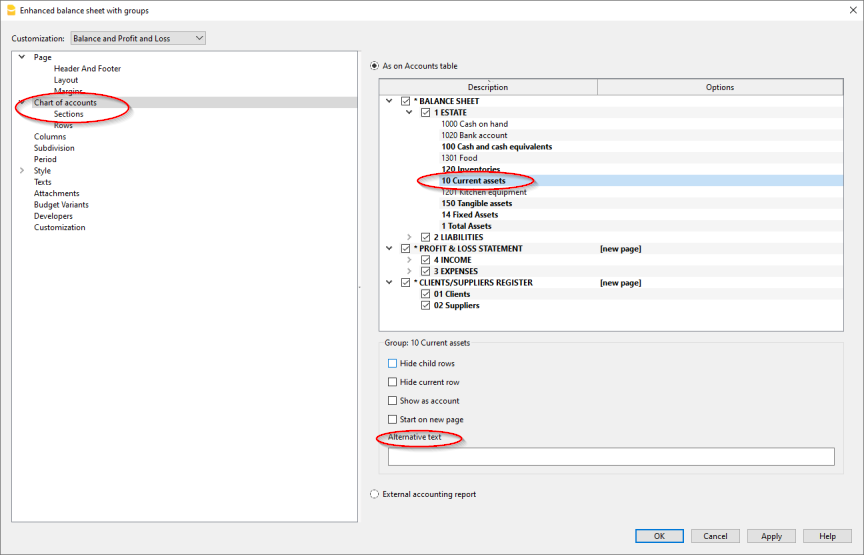 Enhanced balance sheet with groups
Customization: Balance and Profit and Loss
Page
Header And Footer
Layout
Margins
Chart of accounts
Sections
Rows
Columns
Subdivision
Period
Style
Texts
Attachments
Budget Variants
Developers
Customization
As on Accounts table
Description Options
* BALANCE SHEET
1 ESTATE
1000 Cash on hand
1020 Bank account
100 Cash and cash equivalents
1301 Food
120 Inventories
10 Current assets
1201 Kitchen equipment
150 Tangible assets
14 Fixed Assets
1 Total Assets
2 LIABILITIES
* PROFIT & LOSS STATEMENT [new page]
4 INCOME
3 EXPENSES
* CLIENTS/SUPPLIERS REGISTER [new page]
01 Clients
02 Suppliers
Group: 10 Current assets
Hide child rows
Hide current row
Show as account
Start on new page
Alternative text
External accounting report
OK Cancel Apply Help